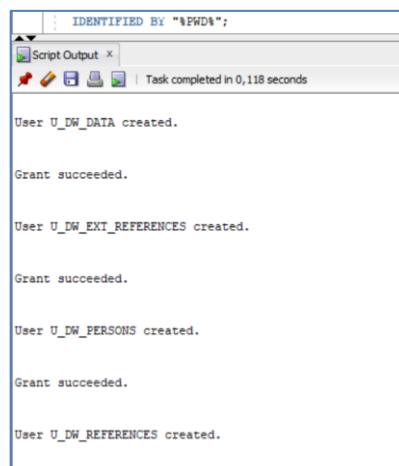 IDENTIFIED BY "%PWD%";
Script Output ×
Task completed in 0,118 seconds
User U_DW_DATA created.
Grant succeeded.
User U_DW_EXT_REFERENCES created.
Grant succeeded.
User U_DW_PERSONS created.
Grant succeeded.
User U_DW_REFERENCES created.